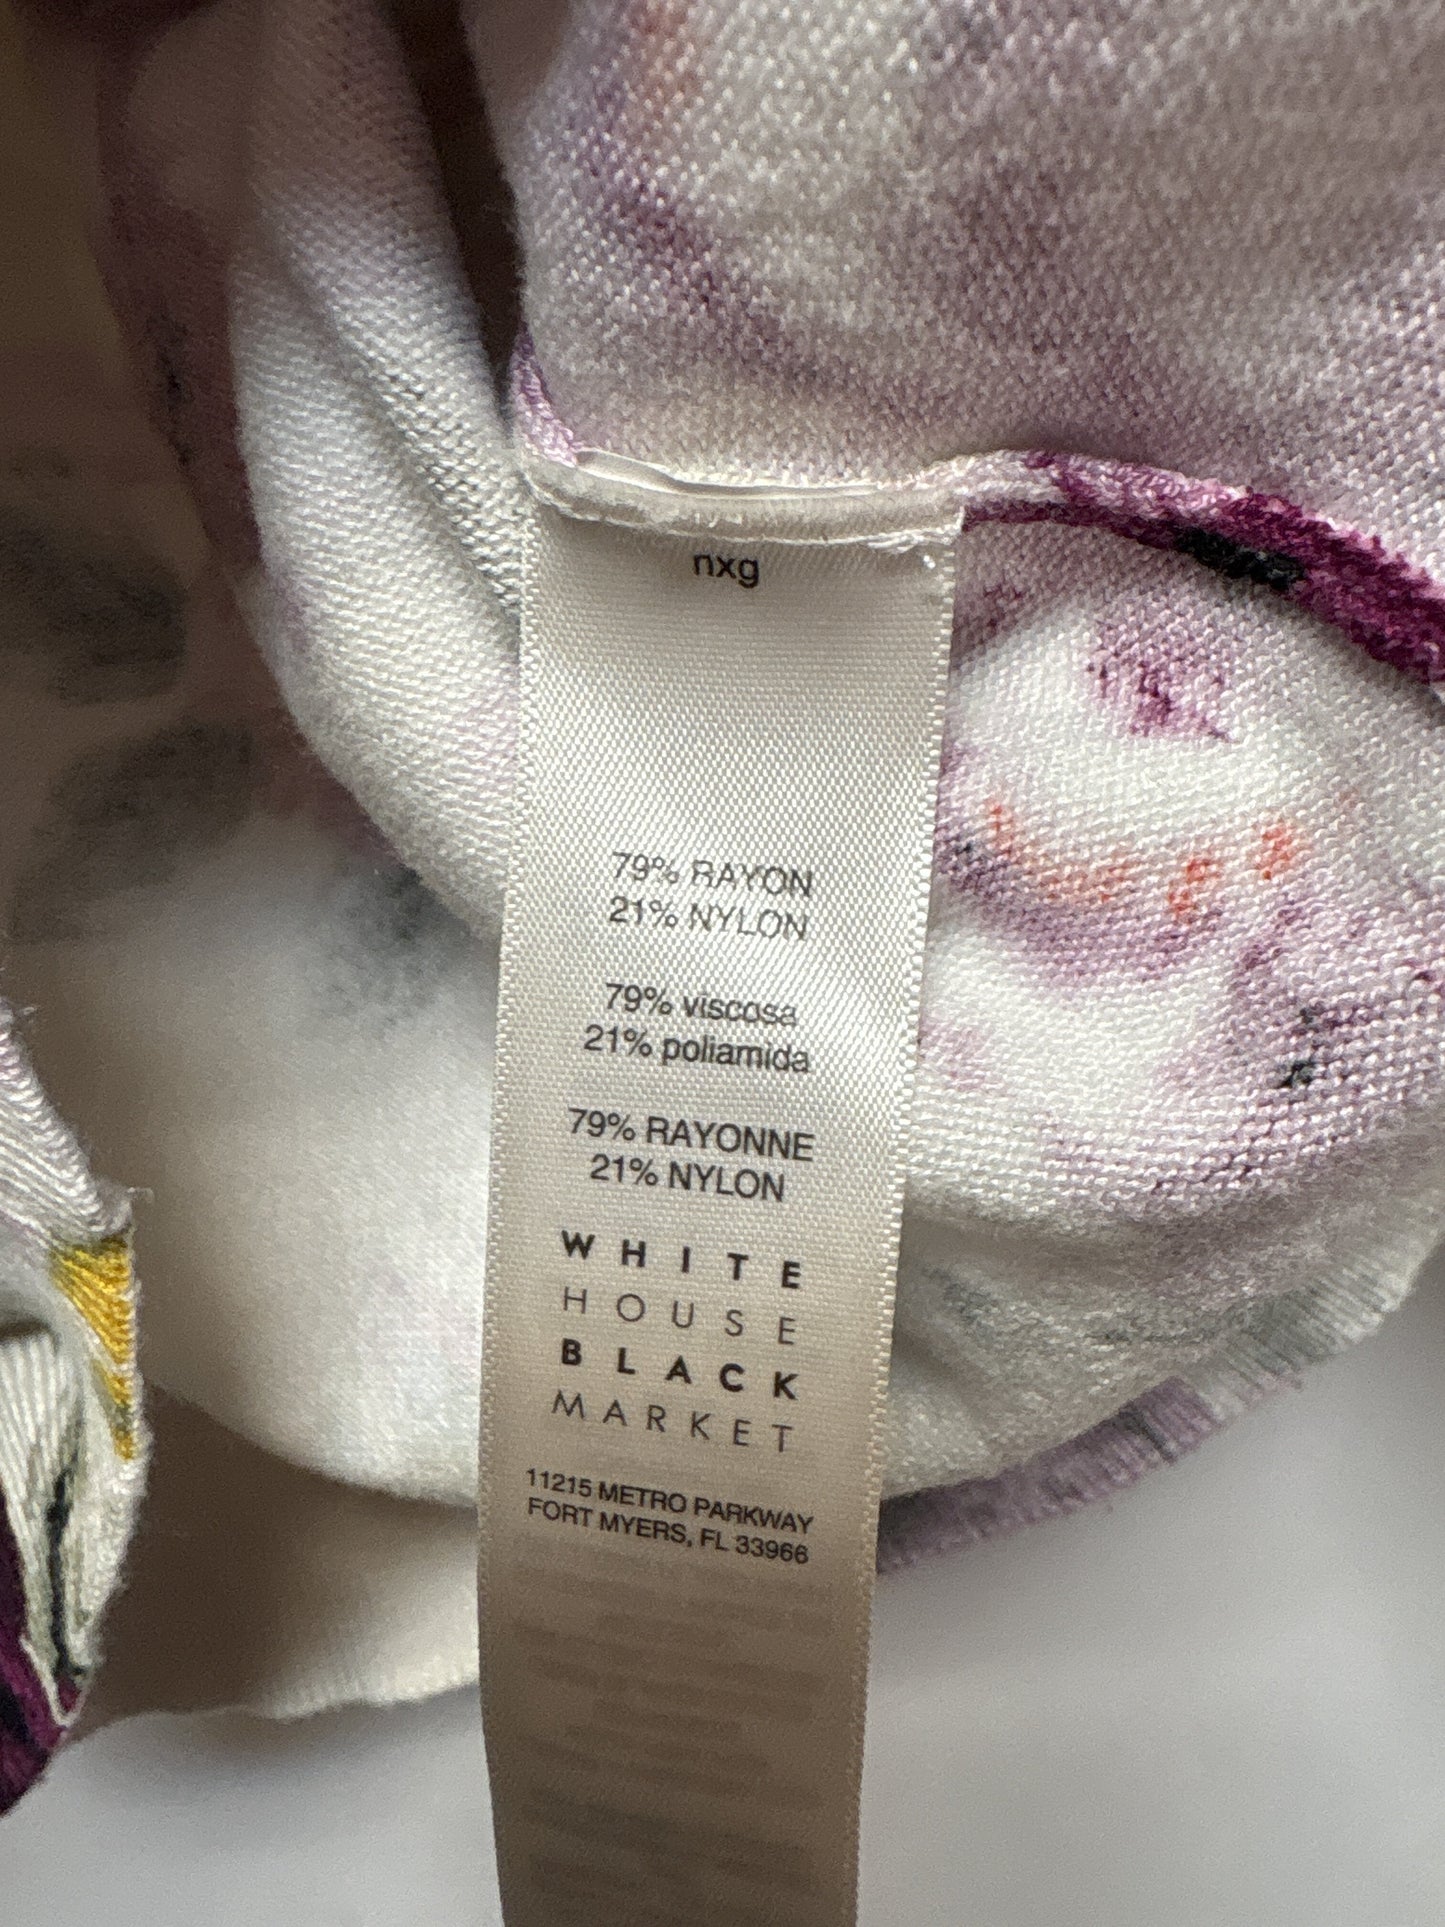 nxg
79% RAYON
21% NYLON
79% viscosa
21% poliamida
79% RAYONNE
21% NYLON
WHITE
HOUSE
BLACK
MARKET
11215 METRO PARKWAY
FORT MYERS, FL 33966